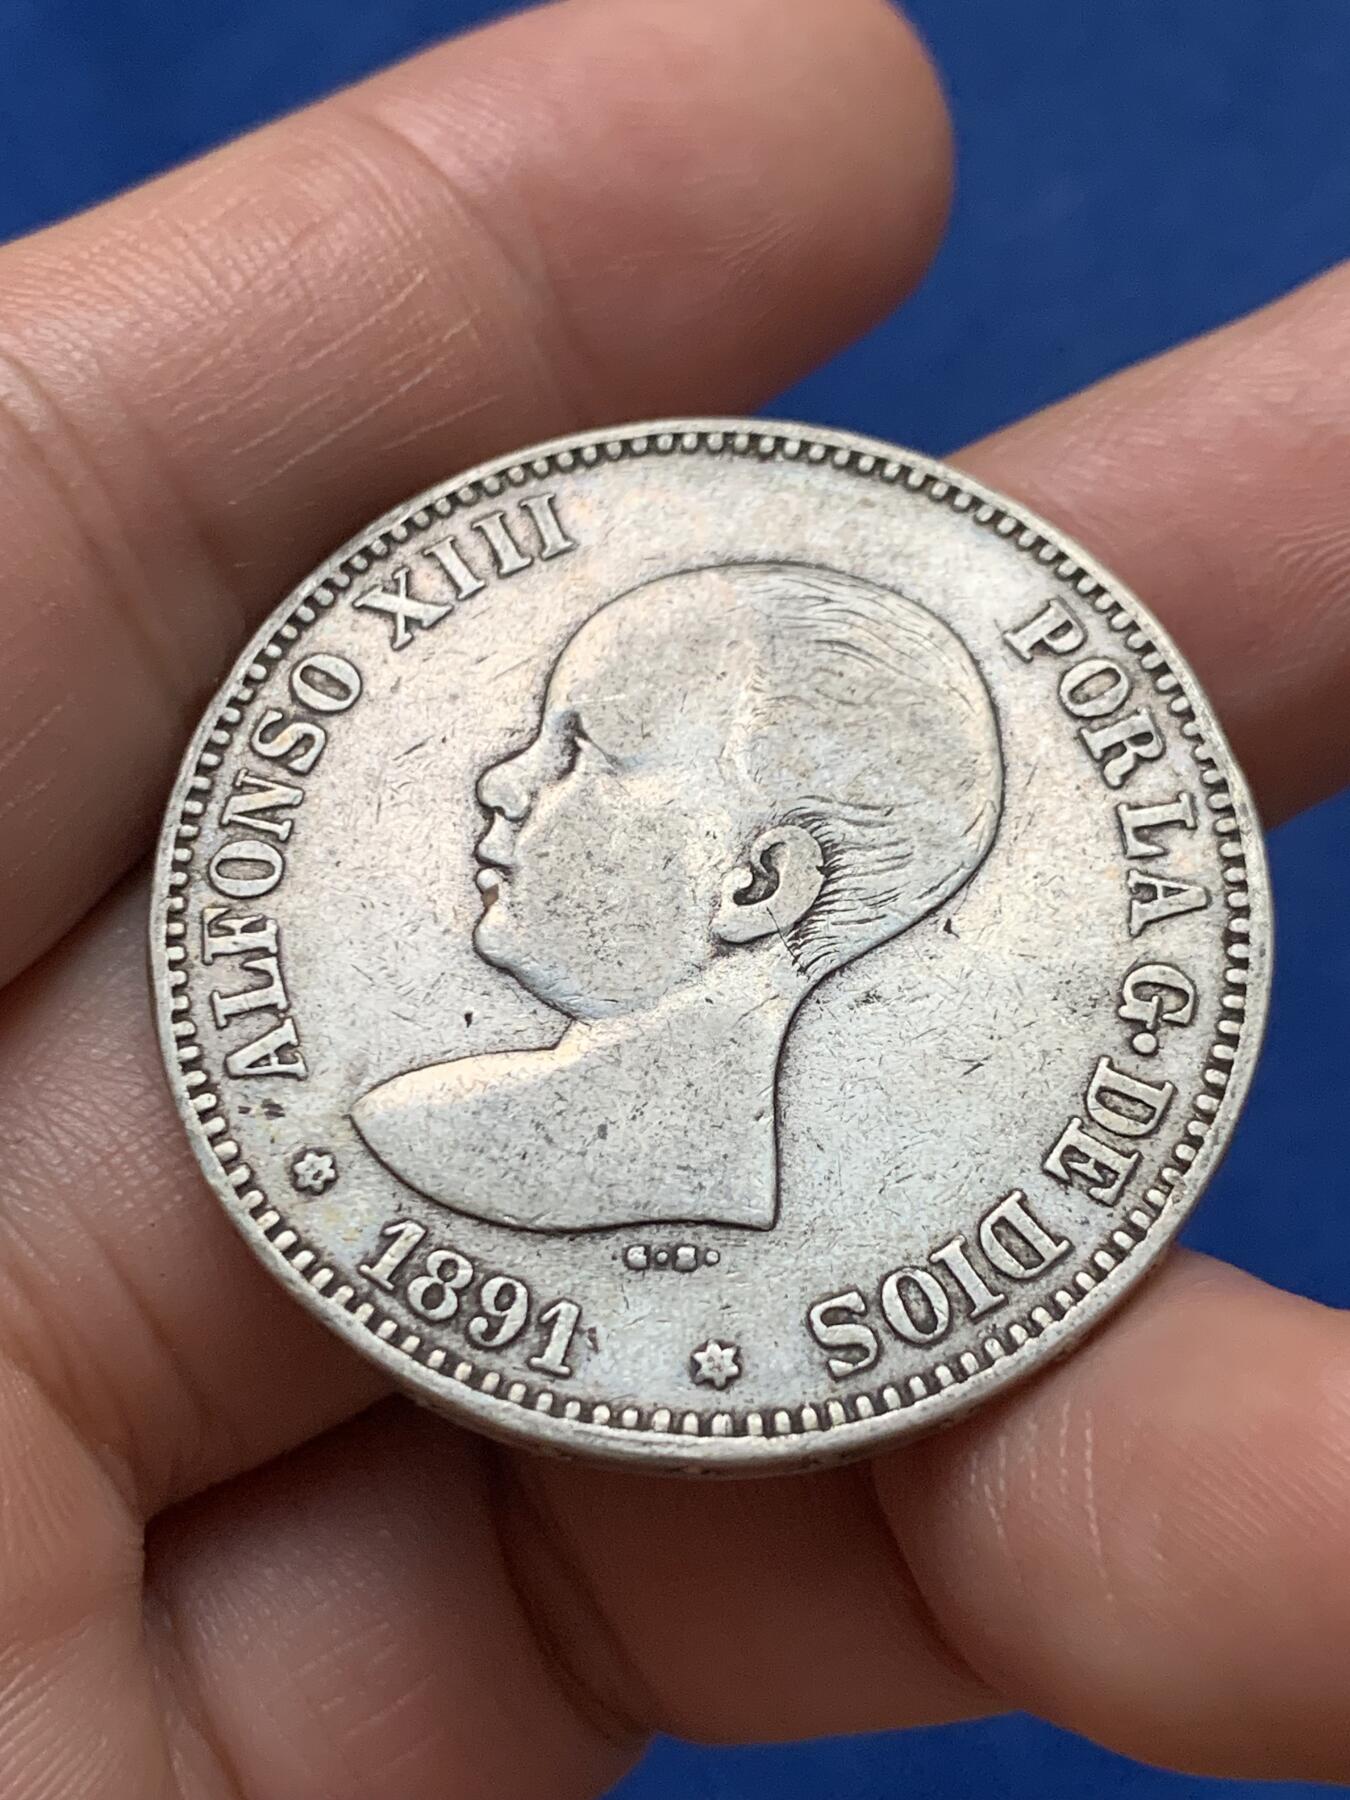 ALFONSO XIII
POR LA G. DE DIOS
1891
G.S.